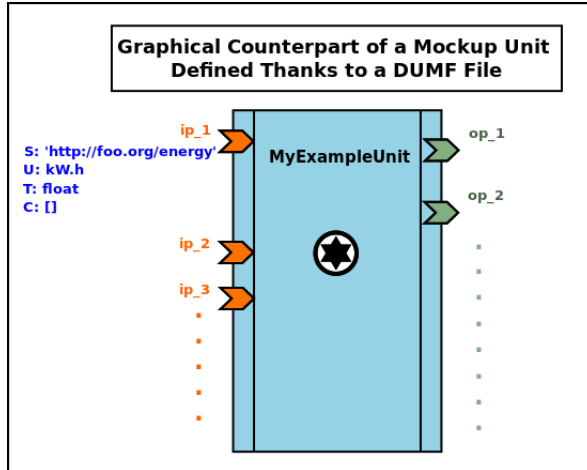 Graphical Counterpart of a Mockup Unit
Defined Thanks to a DUMF File
ip_1
S: 'http://foo.org/energy'
U: kW.h
T: float
C: []
MyExampleUnit
op_1
op_2
ip_2
ip_3